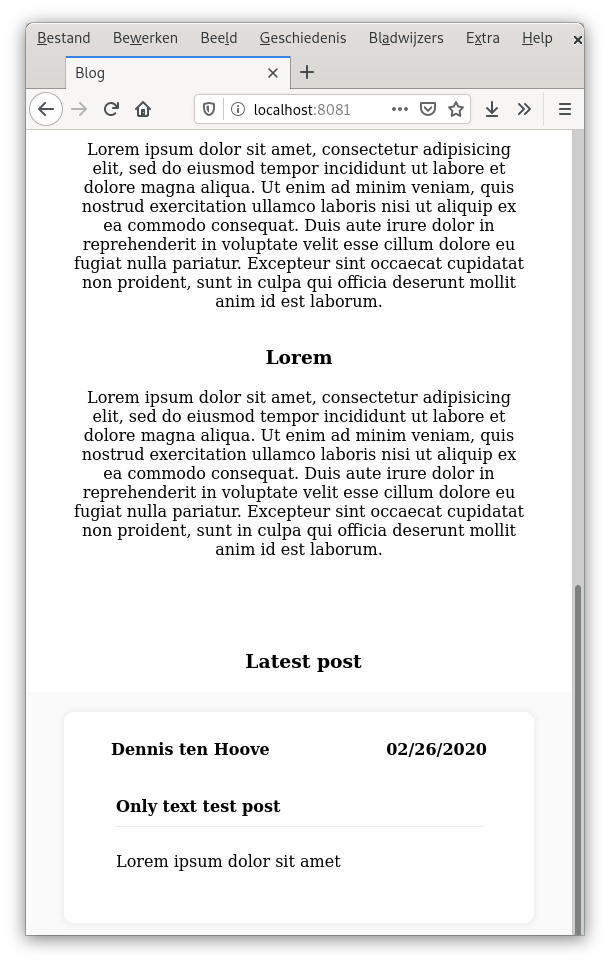 Bestand Bewerken Beeld Geschiedenis Bladwijzers Extra Help
Blog
localhost:8081
Lorem ipsum dolor sit amet, consectetur adipisicing
elit, sed do eiusmod tempor incididunt ut labore et
dolore magna aliqua. Ut enim ad minim veniam, quis
nostrud exercitation ullamco laboris nisi ut aliquip ex
ea commodo consequat. Duis aute irure dolor in
reprehenderit in voluptate velit esse cillum dolore eu
fugiat nulla pariatur. Excepteur sint occaecat cupidatat
non proident, sunt in culpa qui officia deserunt mollit
anim id est laborum.
Lorem
Lorem ipsum dolor sit amet, consectetur adipisicing
elit, sed do eiusmod tempor incididunt ut labore et
dolore magna aliqua. Ut enim ad minim veniam, quis
nostrud exercitation ullamco laboris nisi ut aliquip ex
ea commodo consequat. Duis aute irure dolor in
reprehenderit in voluptate velit esse cillum dolore eu
fugiat nulla pariatur. Excepteur sint occaecat cupidatat
non proident, sunt in culpa qui officia deserunt mollit
anim id est laborum.
Latest post
Dennis ten Hoove 02/26/2020
Only text test post
Lorem ipsum dolor sit amet